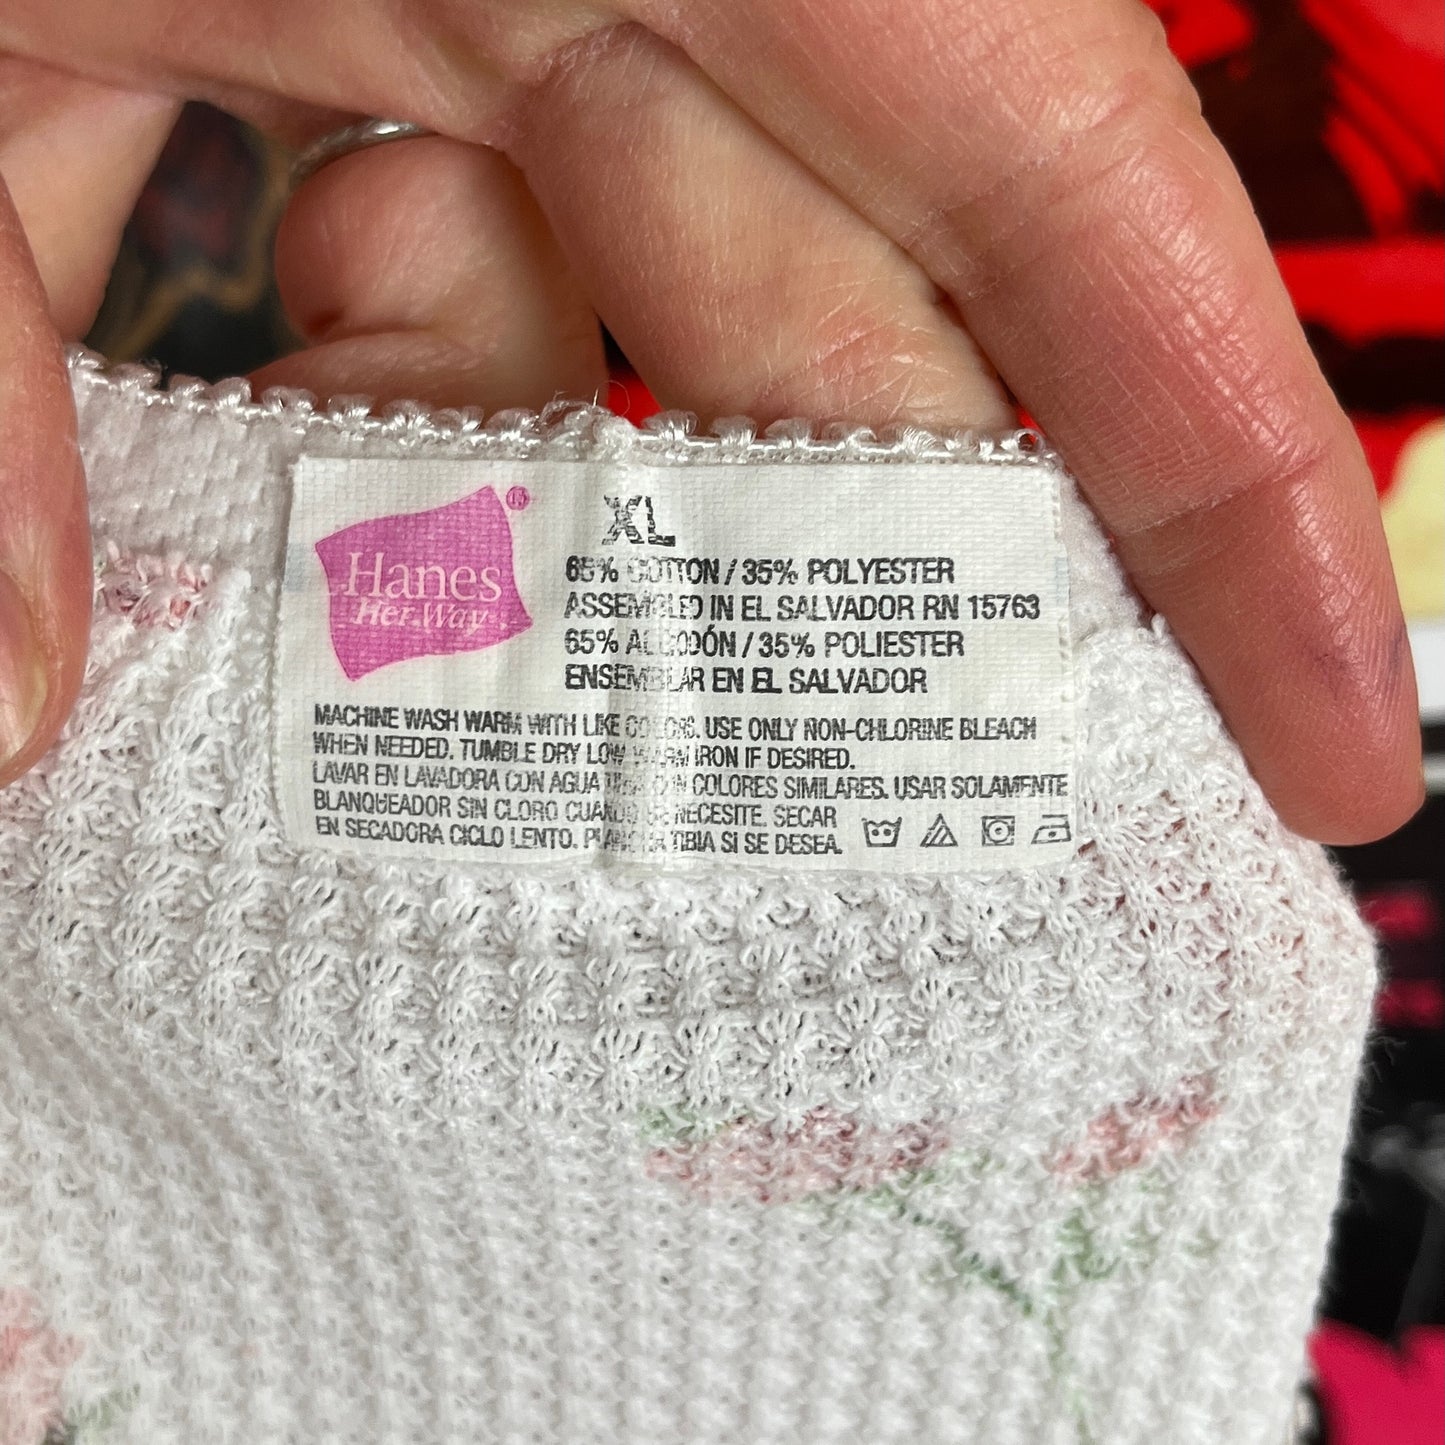 Hanes
Her Way
XL
65% COTTON / 35% POLYESTER
ASSEMBLED IN EL SALVADOR RN 15763
65% ALGODÓN / 35% POLIESTER
ENSEMBLAR EN EL SALVADOR
MACHINE WASH WARM WITH LIKE COLORS. USE ONLY NON-CHLORINE BLEACH
WHEN NEEDED. TUMBLE DRY LOW WARM IRON IF DESIRED.
LAVAR EN LAVADORA CON AGUA TIBIA CON COLORES SIMILARES. USAR SOLAMENTE
BLANQUEADOR SIN CLORO CUANDO SE NECESITE. SECAR
EN SECADORA CICLO LENTO. PLANCHA TIBIA SI SE DESEA.